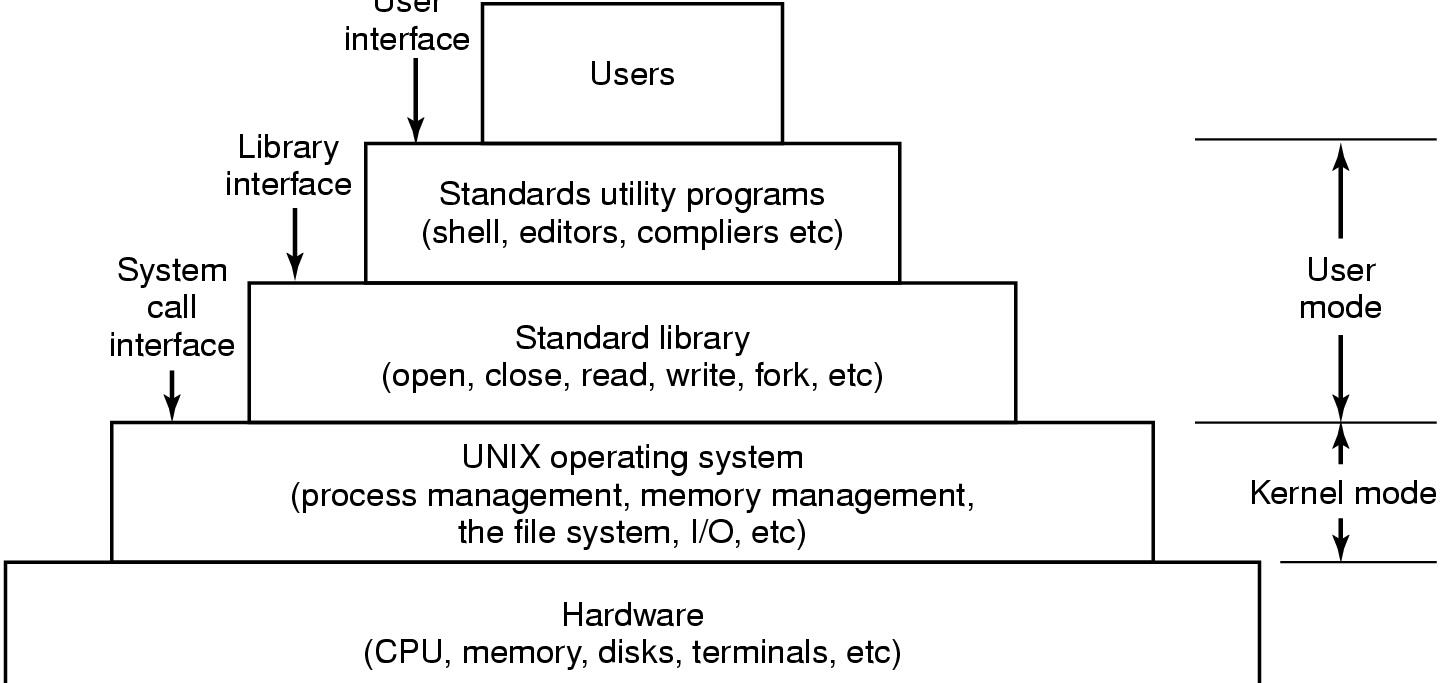 User
interface
Users
Library
interface
Standards utility programs
(shell, editors, compliers etc)
System
call
interface
Standard library
(open, close, read, write, fork, etc)
User
mode
UNIX operating system
(process management, memory management,
the file system, I/O, etc)
Kernel mode
Hardware
(CPU, memory, disks, terminals, etc)